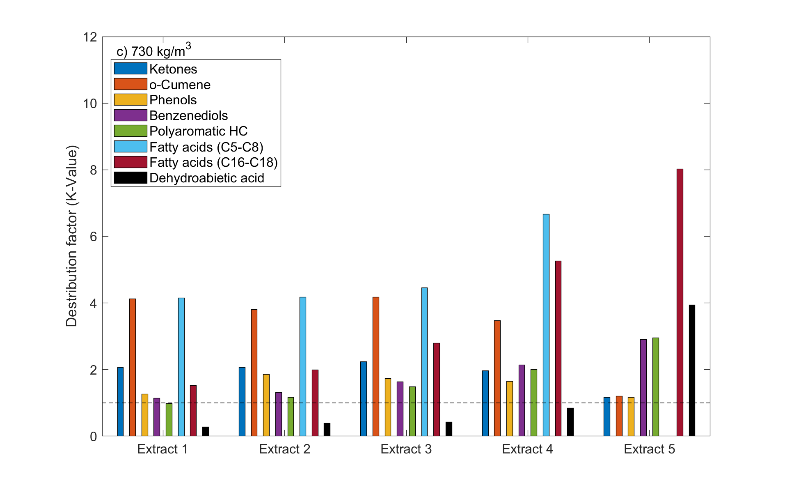 c) 730 kg/m³
Ketones
o-Cumene
Phenols
Benzenediols
Polyaromatic HC
Fatty acids (C5-C8)
Fatty acids (C16-C18)
Dehydroabietic acid
Destribution factor (K-Value)
12
10
8
6
4
2
0
Extract 1 Extract 2 Extract 3 Extract 4 Extract 5